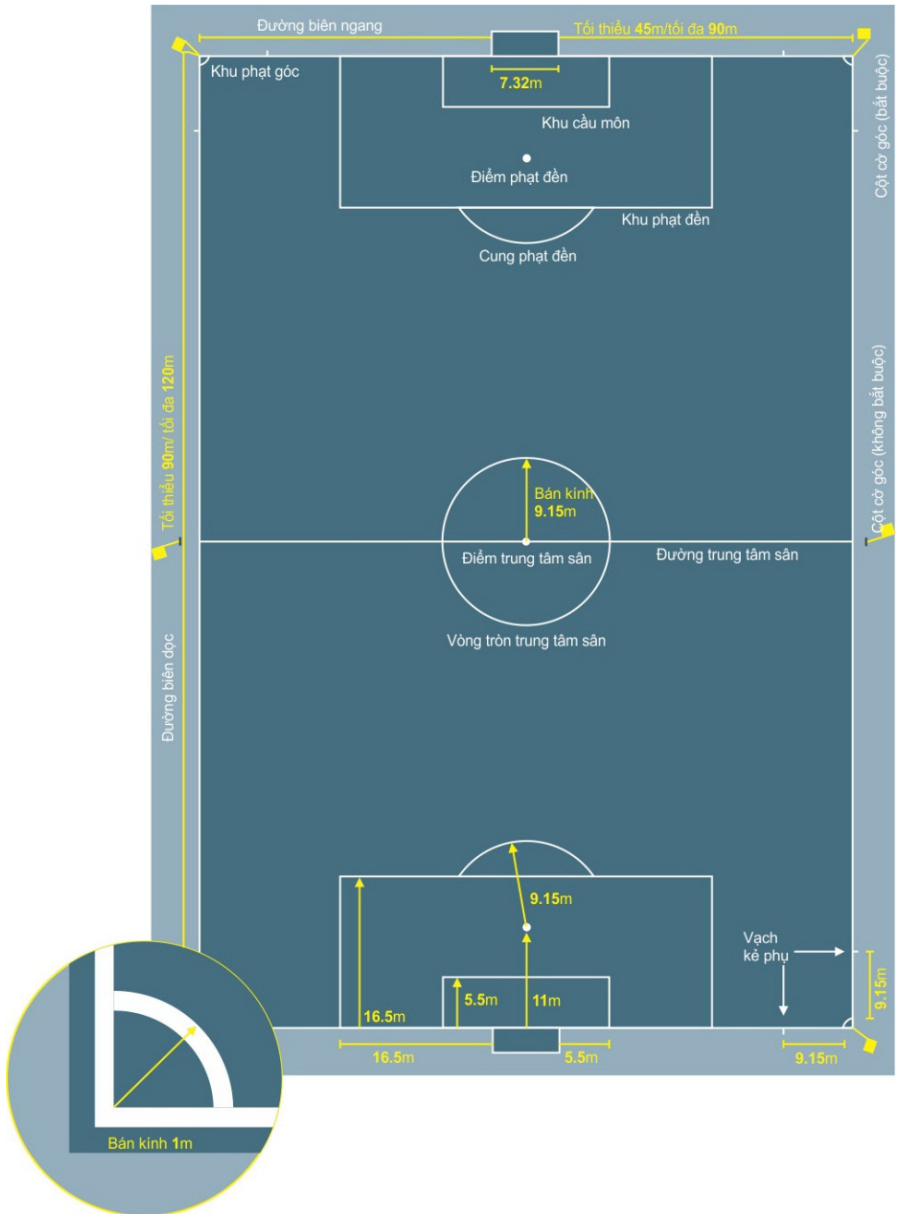 Đường biên ngang
Tối thiểu 45m/tối đa 90m
Khu phạt góc
7.32m
Khu cầu môn
Điểm phạt đền
Khu phạt đền
Cung phạt đền
Cột cờ góc (bắt buộc)
Tối thiểu 90m/ tối đa 120m
Cột cờ góc (không bắt buộc)
Bán kính
9.15m
Điểm trung tâm sân
Đường trung tâm sân
Vòng tròn trung tâm sân
Đường biên dọc
9.15m
Vạch
kẻ phụ
9.15m
5.5m
11m
16.5m
16.5m
5.5m
9.15m
Bán kính 1m